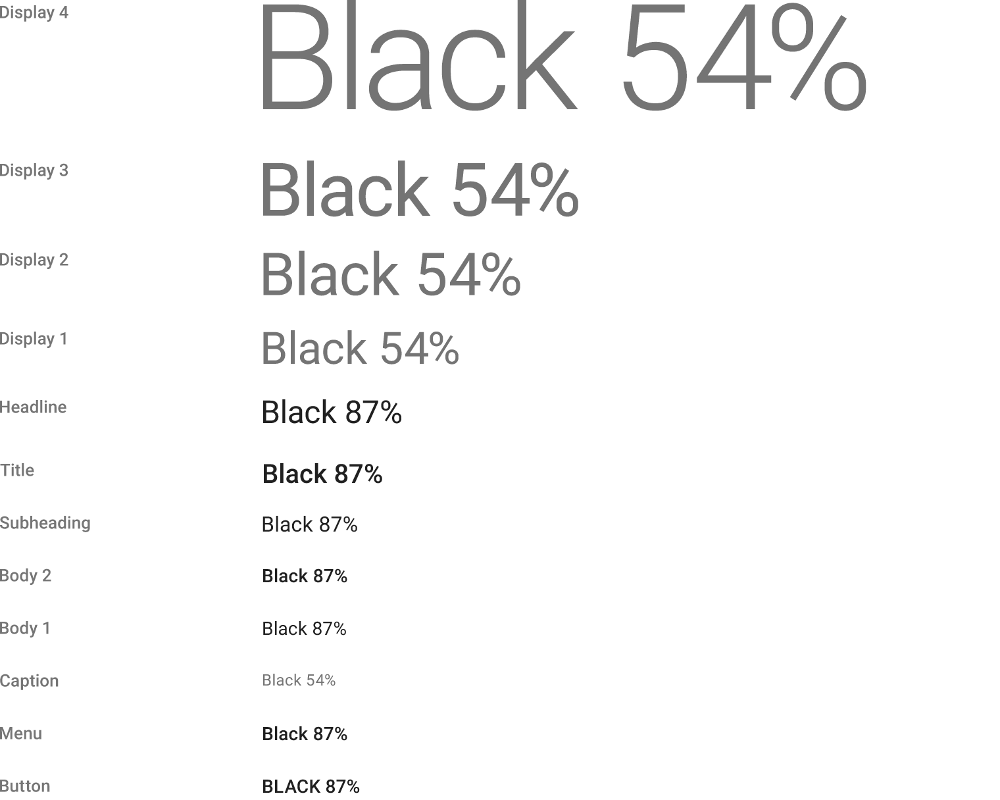 Display 4 Black 54%
Display 3 Black 54%
Display 2 Black 54%
Display 1 Black 54%
Headline Black 87%
Title Black 87%
Subheading Black 87%
Body 2 Black 87%
Body 1 Black 87%
Caption Black 54%
Menu Black 87%
Button BLACK 87%